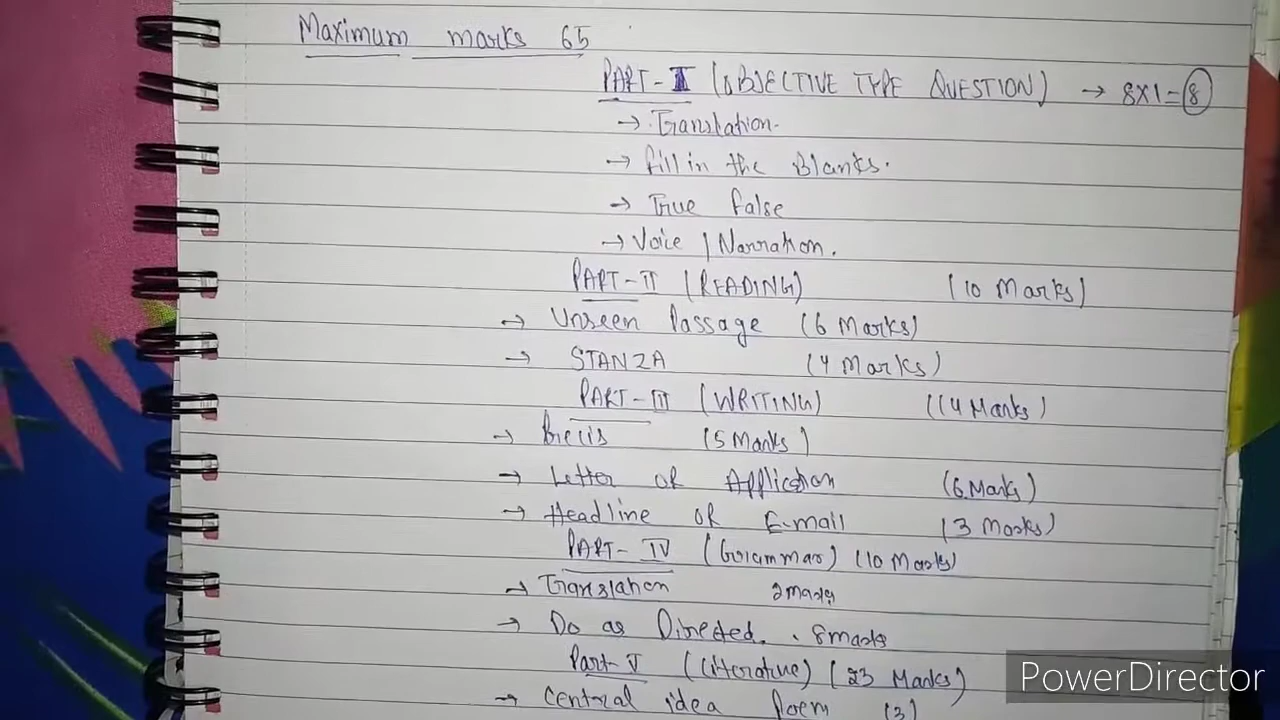 Maximum marks 65
PART-I (OBJECTIVE TYPE QUESTION) → 8x1=8
→ Translation.
→ fill in the Blanks.
→ True false
→ Voice / Narration.
PART-II (READING) (10 Marks)
→ Unseen Passage (6 Marks)
→ STANZA (4 Marks)
PART-III (WRITING) (14 Marks)
→ Precis (5 Marks)
→ Letter OR Application (6 Marks)
→ Headline OR E-mail (3 Marks)
PART-IV (Grammar) (10 Marks)
→ Translation 2 marks
→ Do as Directed. 8 marks
Part-V (Literature) (23 Marks)
→ Central idea Poem (3)
PowerDirector